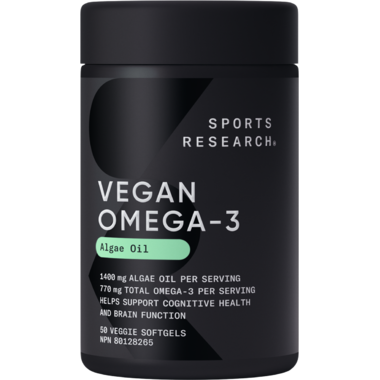 SPORTS
RESEARCH®
VEGAN
OMEGA-3
Algae Oil
1400 mg ALGAE OIL PER SERVING
770 mg TOTAL OMEGA-3 PER SERVING
HELPS SUPPORT COGNITIVE HEALTH
AND BRAIN FUNCTION
50 VEGGIE SOFTGELS
NPN 80128265